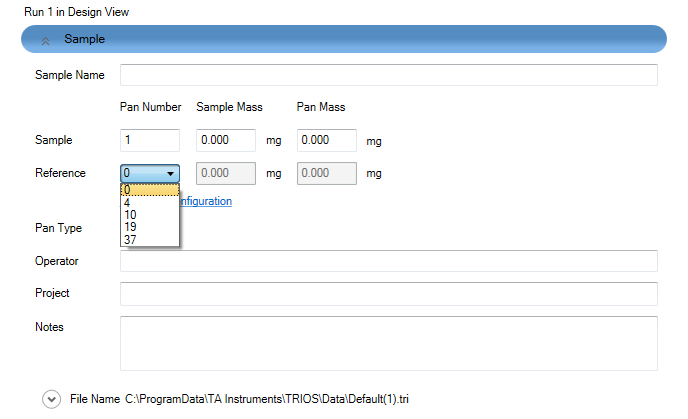 Run 1 in Design View
Sample
Sample Name
Pan Number Sample Mass Pan Mass
Sample 1 0.000 mg 0.000 mg
Reference 0 0.000 mg 0.000 mg
0
nfiguration
4
10
19
Pan Type
37
Operator
Project
Notes
File Name C:\ProgramData\TA Instruments\TRIOS\Data\Default(1).tri